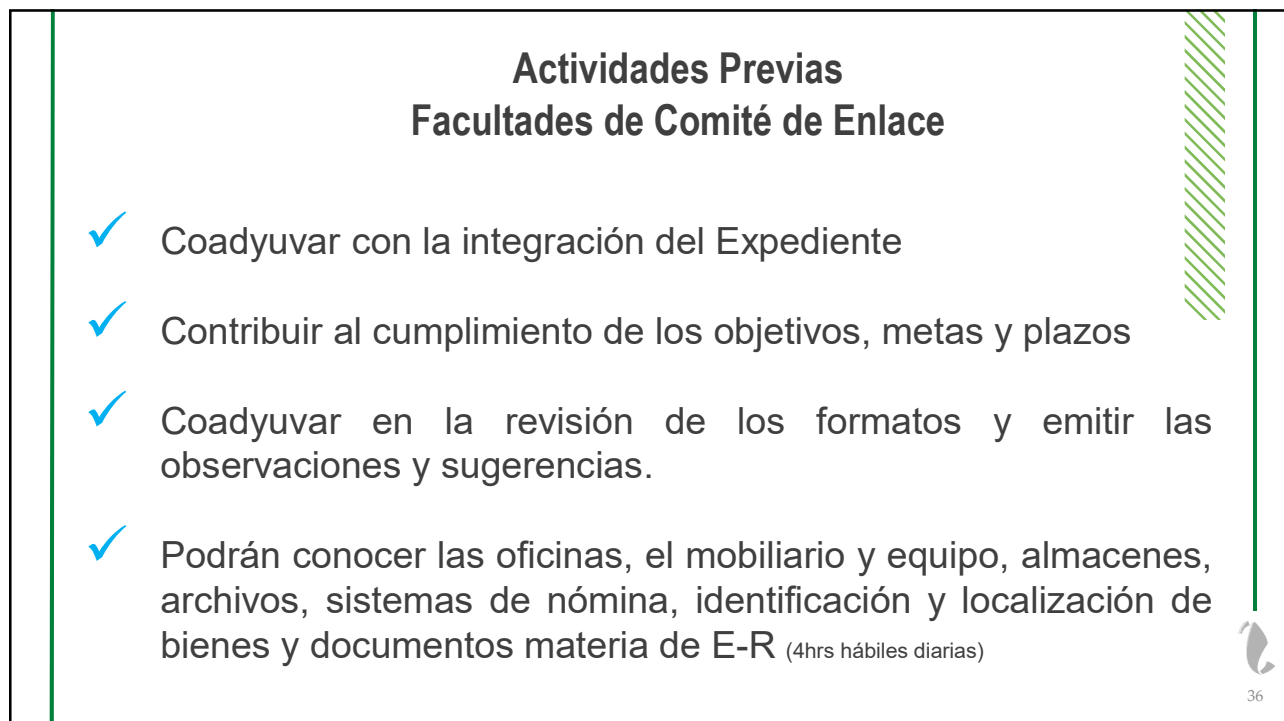 Actividades Previas
Facultades de Comité de Enlace
Coadyuvar con la integración del Expediente
Contribuir al cumplimiento de los objetivos, metas y plazos
Coadyuvar en la revisión de los formatos y emitir las
observaciones y sugerencias.
Podrán conocer las oficinas, el mobiliario y equipo, almacenes,
archivos, sistemas de nómina, identificación y localización de
bienes y documentos materia de E-R (4hrs hábiles diarias)
36